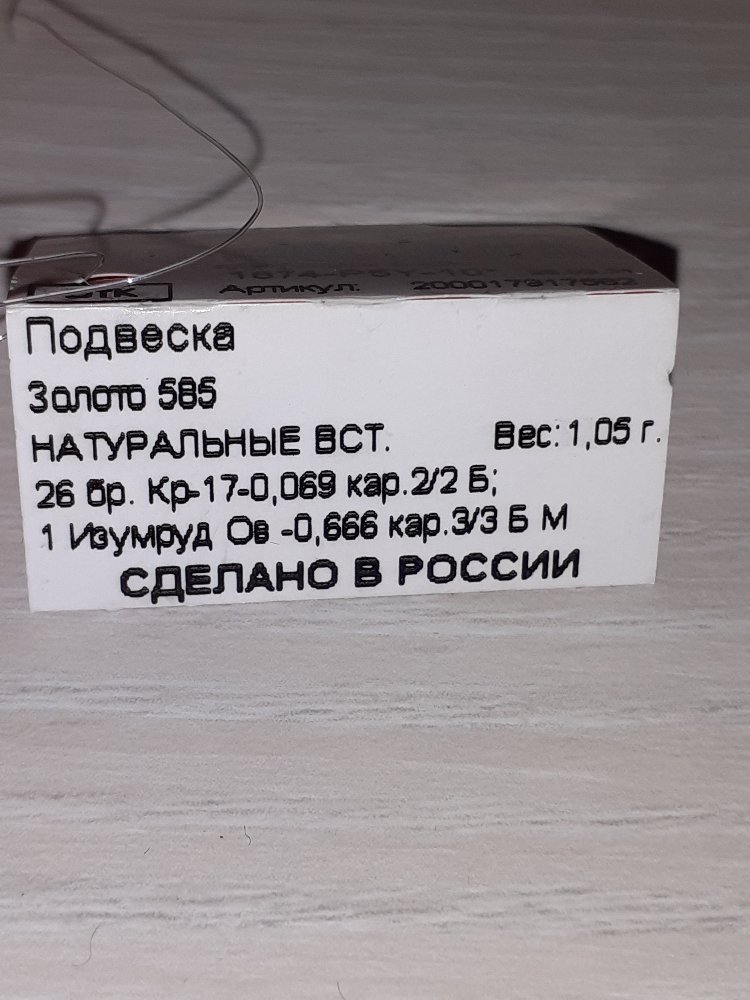 Артикул:
Подвеска
Золото 585
НАТУРАЛЬНЫЕ ВСТ. Вес: 1,05 г.
26 бр. Кр-17-0,069 кар.2/2 Б;
1 Изумруд Ов -0,666 кар.3/3 Б М
СДЕЛАНО В РОССИИ